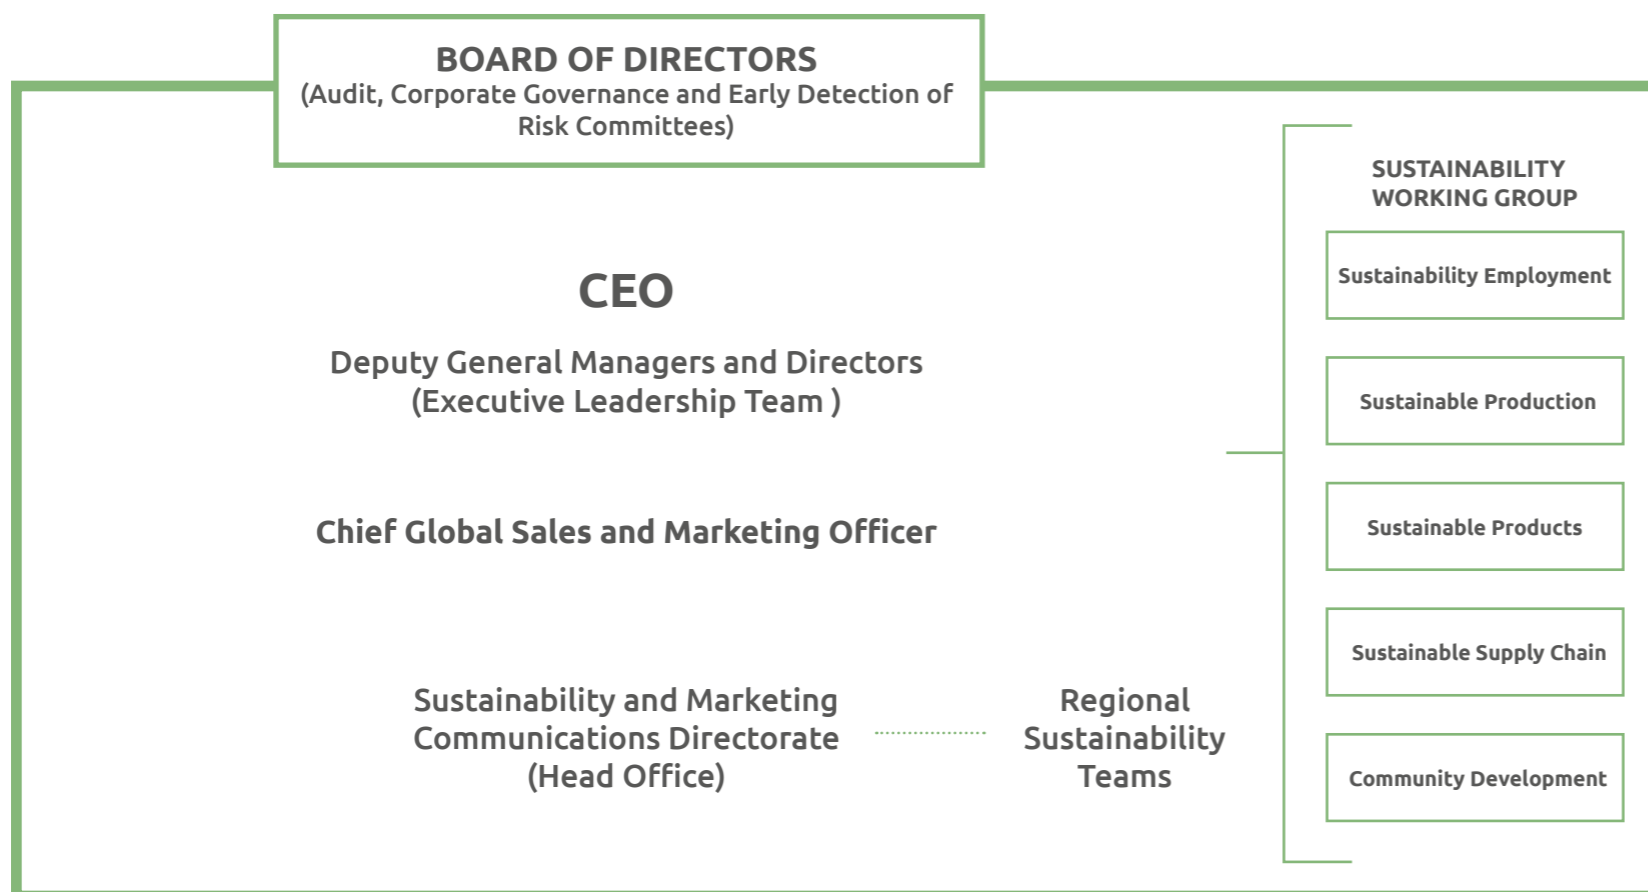 BOARD OF DIRECTORS
(Audit, Corporate Governance and Early Detection of
Risk Committees)
CEO
Deputy General Managers and Directors
(Executive Leadership Team )
Chief Global Sales and Marketing Officer
Sustainability and Marketing
Communications Directorate
(Head Office)
Regional
Sustainability
Teams
SUSTAINABILITY
WORKING GROUP
Sustainability Employment
Sustainable Production
Sustainable Products
Sustainable Supply Chain
Community Development